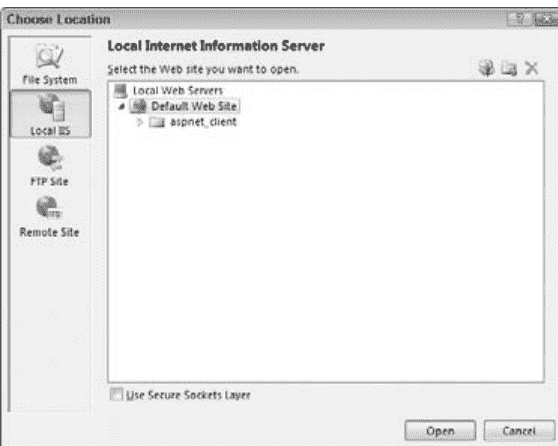 Choose Location
File System
Local IIS
FTP Site
Remote Site
Local Internet Information Server
Select the Web site you want to open.
Local Web Servers
Default Web Site
aspnet_client
Use Secure Sockets Layer
Open
Cancel